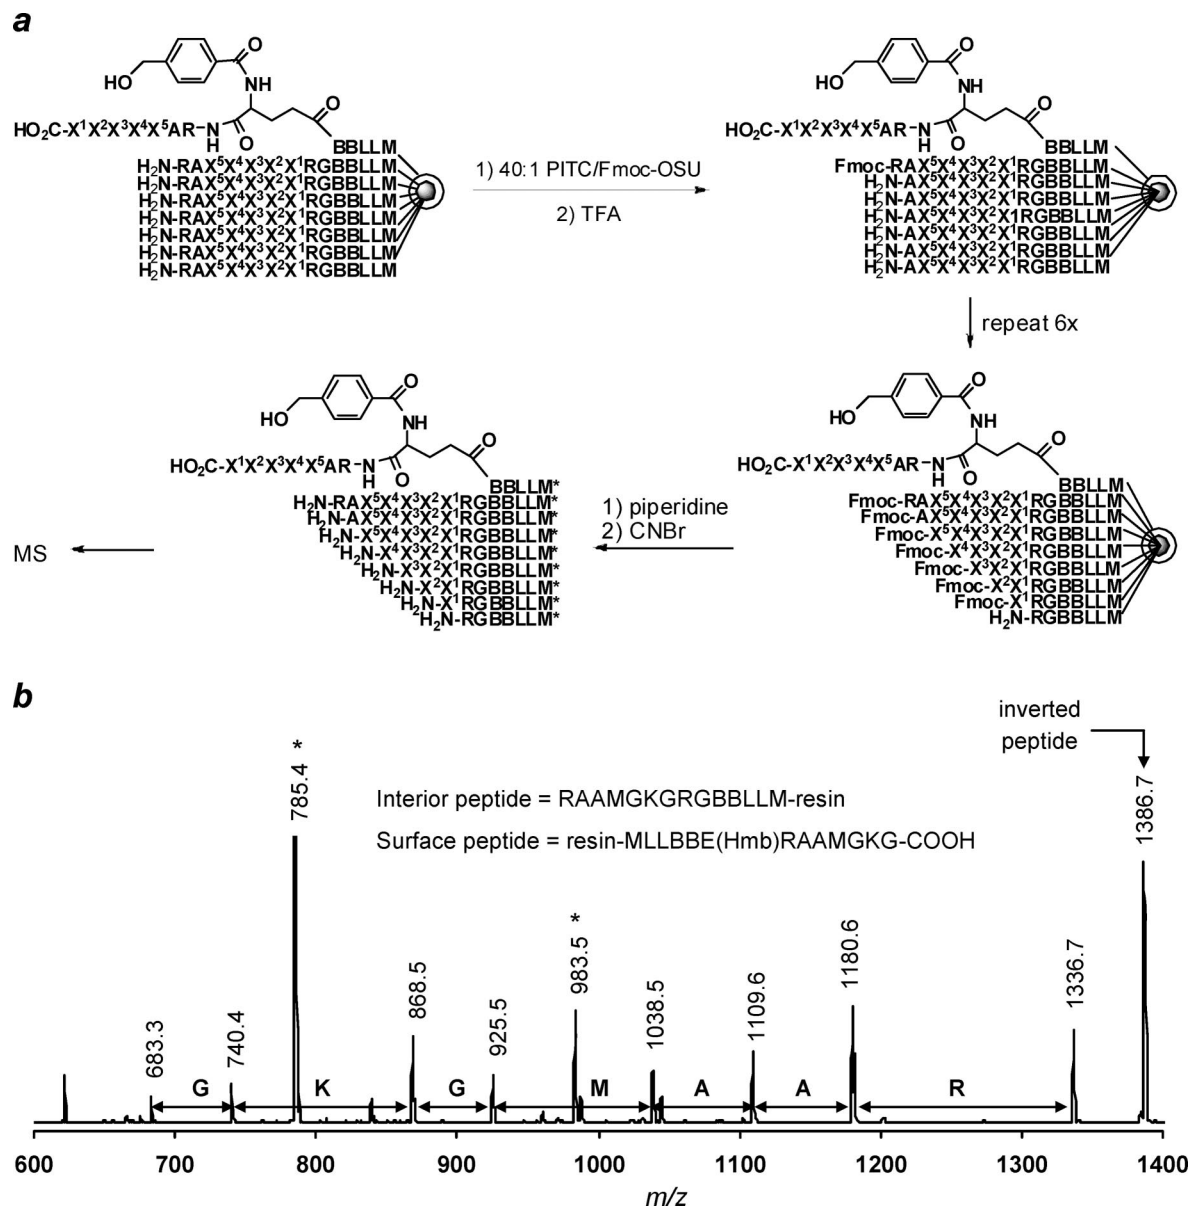 a
HO
O
NH
O
HO₂C-X¹X²X³X⁴X⁵AR-N
H
O
BBLLM
H₂N-RAX⁵X⁴X³X²X¹RGBBLLM
H₂N-RAX⁵X⁴X³X²X¹RGBBLLM
H₂N-RAX⁵X⁴X³X²X¹RGBBLLM
H₂N-RAX⁵X⁴X³X²X¹RGBBLLM
H₂N-RAX⁵X⁴X³X²X¹RGBBLLM
H₂N-RAX⁵X⁴X³X²X¹RGBBLLM
H₂N-RAX⁵X⁴X³X²X¹RGBBLLM
1) 40:1 PITC/Fmoc-OSU
2) TFA
HO
O
NH
O
HO₂C-X¹X²X³X⁴X⁵AR-N
H
O
BBLLM
Fmoc-RAX⁵X⁴X³X²X¹RGBBLLM
H₂N-AX⁵X⁴X³X²X¹RGBBLLM
H₂N-AX⁵X⁴X³X²X¹RGBBLLM
H₂N-AX⁵X⁴X³X²X1RGBBLLM
H₂N-AX⁵X⁴X³X²X¹RGBBLLM
H₂N-AX⁵X⁴X³X²X¹RGBBLLM
H₂N-AX⁵X⁴X³X²X¹RGBBLLM
repeat 6x
HO
O
NH
O
HO₂C-X¹X²X³X⁴X⁵AR-N
H
O
BBLLM
Fmoc-RAX⁵X⁴X³X²X¹RGBBLLM
Fmoc-AX⁵X⁴X³X²X¹RGBBLLM
Fmoc-X⁵X⁴X³X²X¹RGBBLLM
Fmoc-X⁴X³X²X¹RGBBLLM
Fmoc-X³X²X¹RGBBLLM
Fmoc-X²X¹RGBBLLM
Fmoc-X¹RGBBLLM
H₂N-RGBBLLM
1) piperidine
2) CNBr
HO
O
NH
O
HO₂C-X¹X²X³X⁴X⁵AR-N
H
O
BBLLM*
H₂N-RAX⁵X⁴X³X²X¹RGBBLLM*
H₂N-AX⁵X⁴X³X²X¹RGBBLLM*
H₂N-X⁵X⁴X³X²X¹RGBBLLM*
H₂N-X⁴X³X²X¹RGBBLLM*
H₂N-X³X²X¹RGBBLLM*
H₂N-X²X¹RGBBLLM*
H₂N-X¹RGBBLLM*
H₂N-RGBBLLM*
MS
b
inverted
peptide
Interior peptide = RAAMGKGRGBBLLM-resin
Surface peptide = resin-MLLBBE(Hmb)RAAMGKG-COOH
683.3
740.4
785.4 *
868.5
925.5
983.5 *
1038.5
1109.6
1180.6
1336.7
1386.7
G K G M A A R
600 700 800 900 1000 1100 1200 1300 1400
m/z